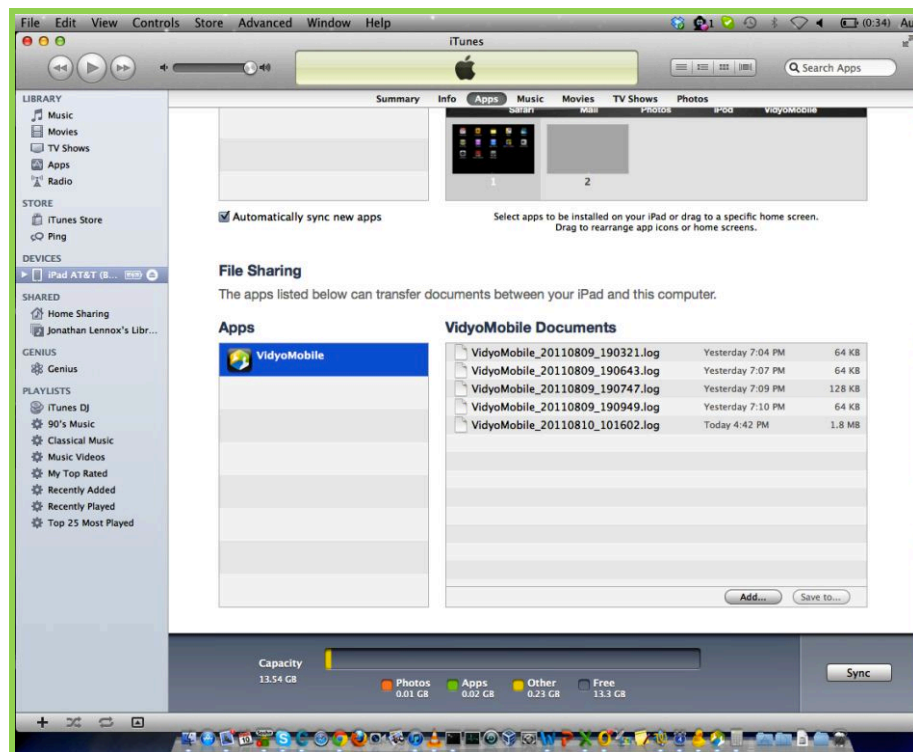 File Edit View Controls Store Advanced Window Help 1 (0:34) Au
iTunes
Search Apps
LIBRARY
Music
Movies
TV Shows
Apps
Radio
STORE
iTunes Store
Ping
DEVICES
iPad AT&T (B...
SHARED
Home Sharing
Jonathan Lennox's Libr...
GENIUS
Genius
PLAYLISTS
iTunes DJ
90's Music
Classical Music
Music Videos
My Top Rated
Recently Added
Recently Played
Top 25 Most Played
Summary Info Apps Music Movies TV Shows Photos
Safari Mail Photos iPod VidyoMobile
1 2
Automatically sync new apps
Select apps to be installed on your iPad or drag to a specific home screen.
Drag to rearrange app icons or home screens.
File Sharing
The apps listed below can transfer documents between your iPad and this computer.
Apps
VidyoMobile
VidyoMobile Documents
VidyoMobile_20110809_190321.log Yesterday 7:04 PM 64 KB
VidyoMobile_20110809_190643.log Yesterday 7:07 PM 64 KB
VidyoMobile_20110809_190747.log Yesterday 7:09 PM 128 KB
VidyoMobile_20110809_190949.log Yesterday 7:10 PM 64 KB
VidyoMobile_20110810_101602.log Today 4:42 PM 1.8 MB
Add... Save to...
Capacity
13.54 GB
Photos Apps Other Free
0.01 GB 0.02 GB 0.23 GB 13.3 GB
Sync